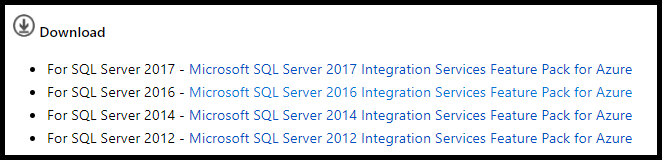 Download
For SQL Server 2017 - Microsoft SQL Server 2017 Integration Services Feature Pack for Azure
For SQL Server 2016 - Microsoft SQL Server 2016 Integration Services Feature Pack for Azure
For SQL Server 2014 - Microsoft SQL Server 2014 Integration Services Feature Pack for Azure
For SQL Server 2012 - Microsoft SQL Server 2012 Integration Services Feature Pack for Azure